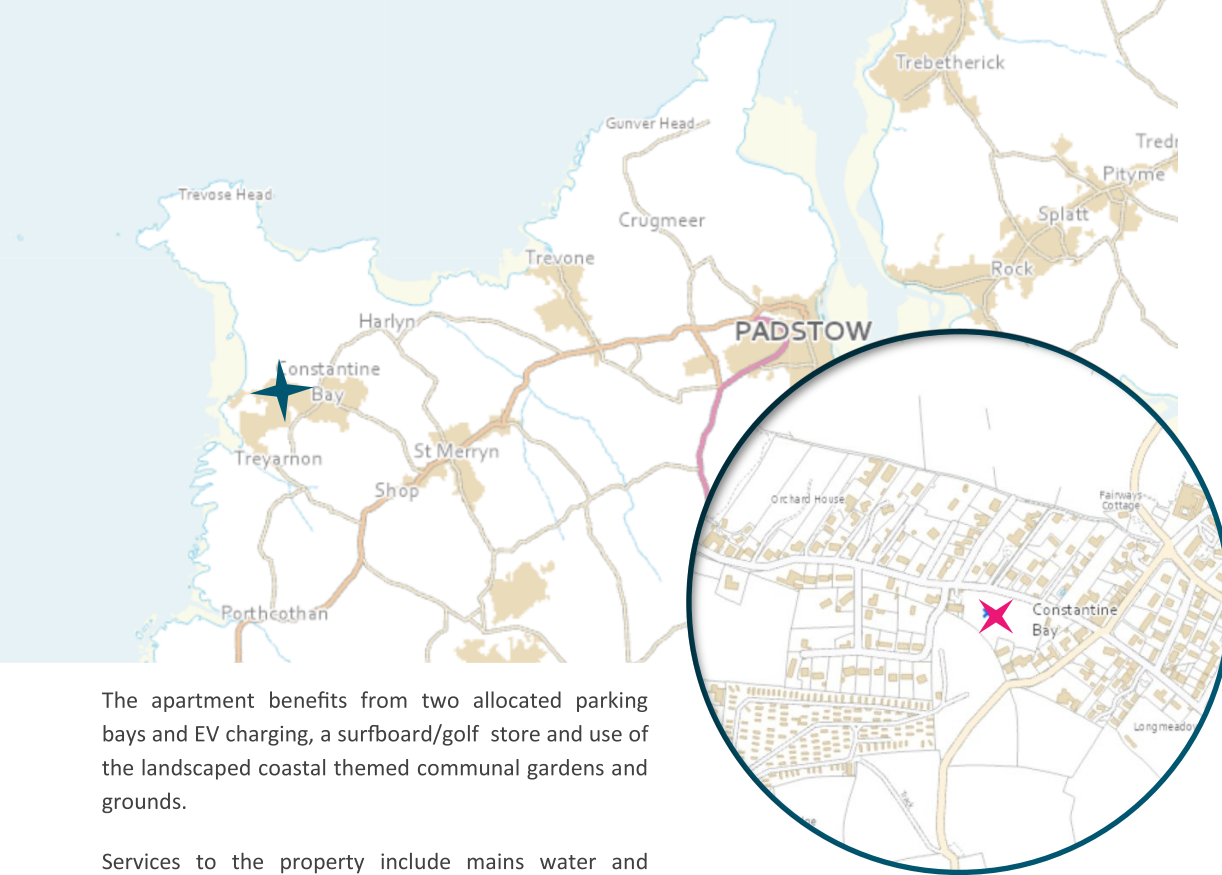 Trebetherick
Gunver Head
Tredr
Pityme
Trevose Head
Crugmeer
Splatt
Trevone
Rock
Harlyn
PADSTOW
Constantine
Bay
St Merryn
Treyarnon
Shop
Porthcothan
Orchard House
Fairways
Cottage
Constantine
Bay
Longmeadow
Track
The apartment benefits from two allocated parking
bays and EV charging, a surfboard/golf store and use of
the landscaped coastal themed communal gardens and
grounds.
Services to the property include mains water and